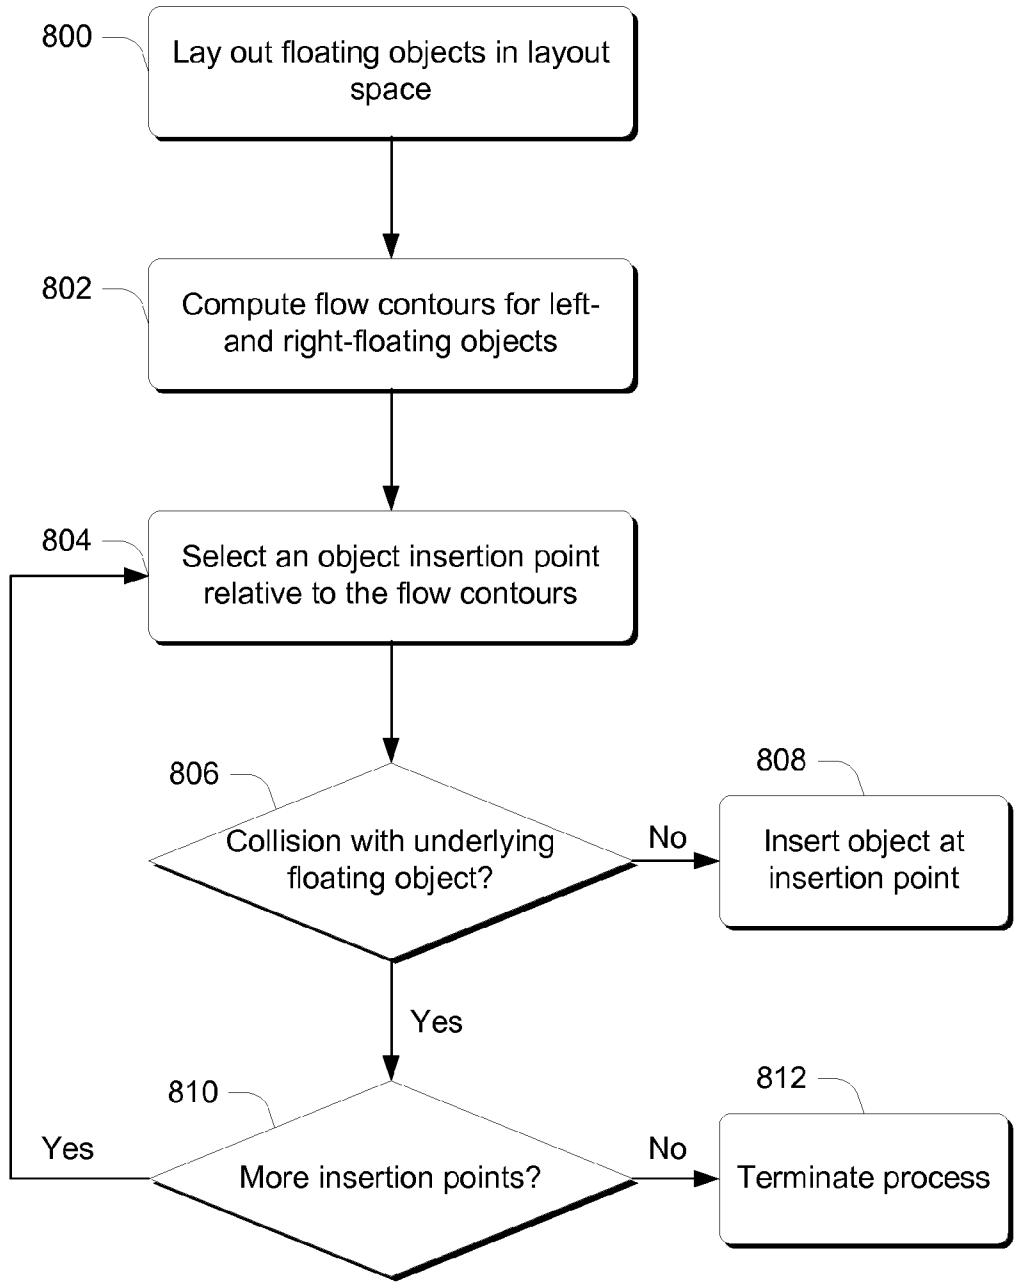 800
Lay out floating objects in layout
space
802
Compute flow contours for left-
and right-floating objects
804
Select an object insertion point
relative to the flow contours
806
Collision with underlying
floating object?
No
808
Insert object at
insertion point
Yes
810
More insertion points?
Yes
No
812
Terminate process